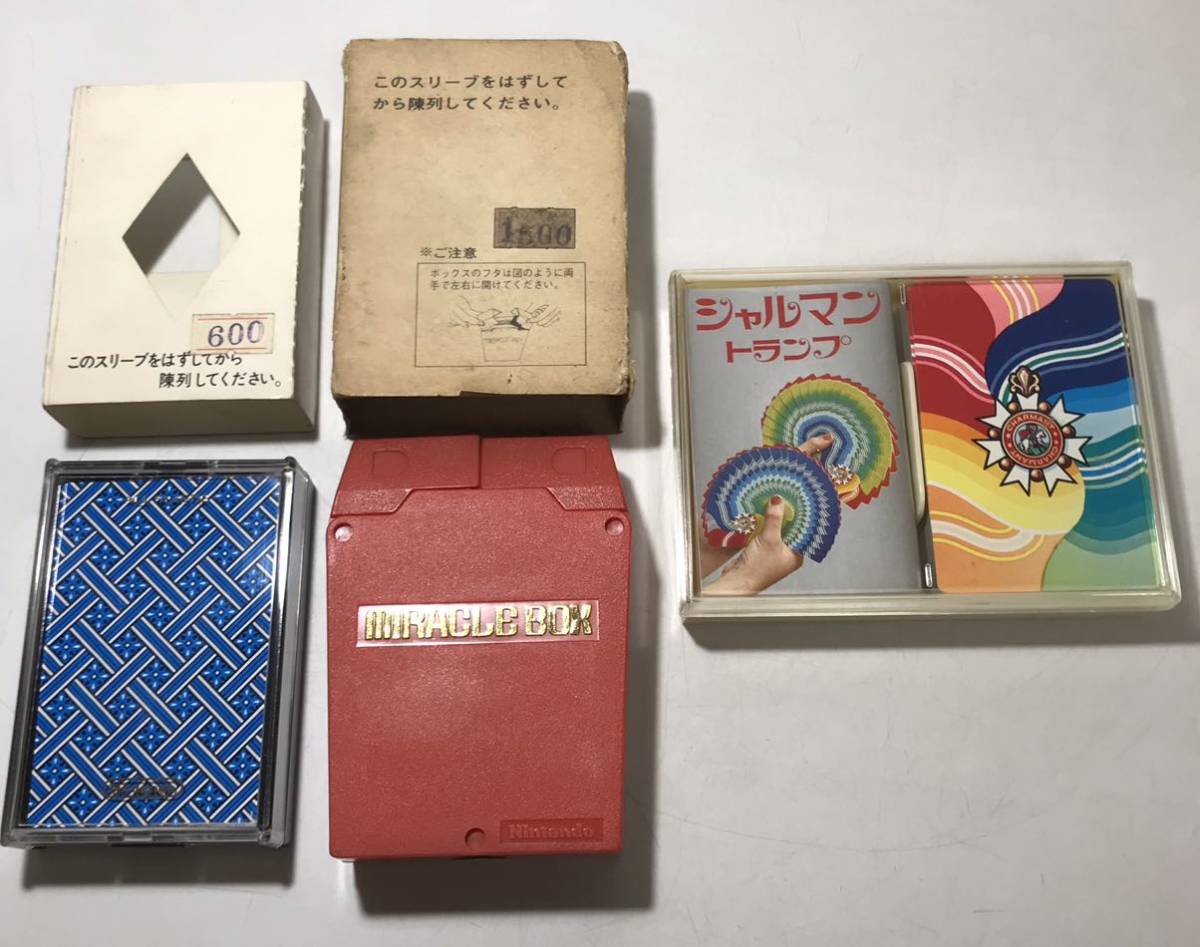 600
このスリーブをはずしてから
陳列してください。
このスリーブをはずして
から陳列してください。
1500
※ご注意
ボックスのフタは図のように両
手で左右に開けてください。
シャルマン
トランプ
CHARMANT
CHARMANT
MIRACLE BOX
Nintendo